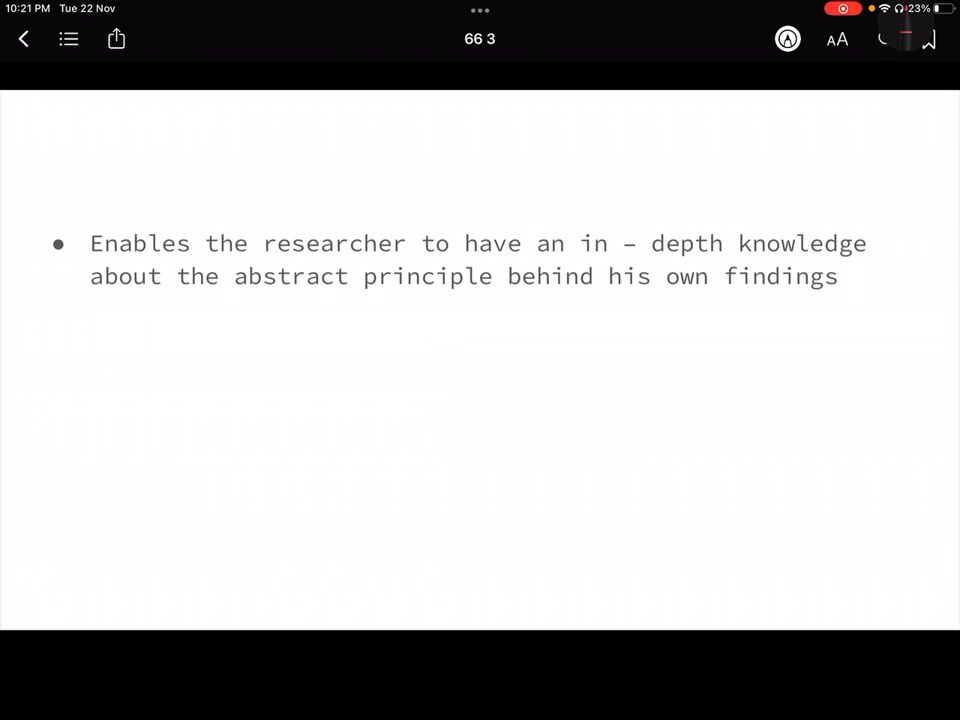 10:21 PM Tue 22 Nov
23%
66 3
AA
● Enables the researcher to have an in – depth knowledge
about the abstract principle behind his own findings